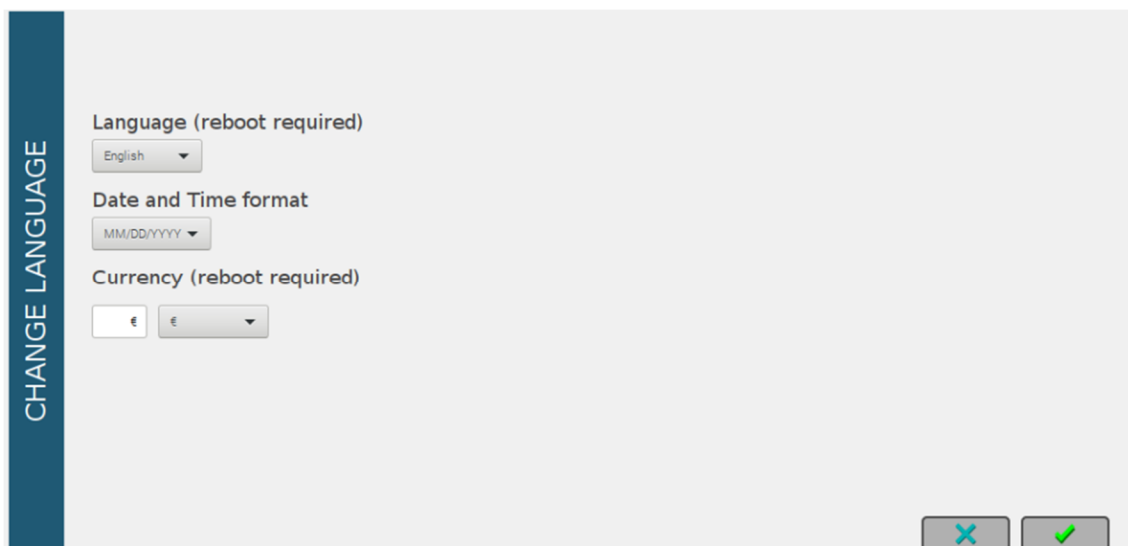 CHANGE LANGUAGE
Language (reboot required)
English
Date and Time format
MM/DD/YYYY
Currency (reboot required)
€ €